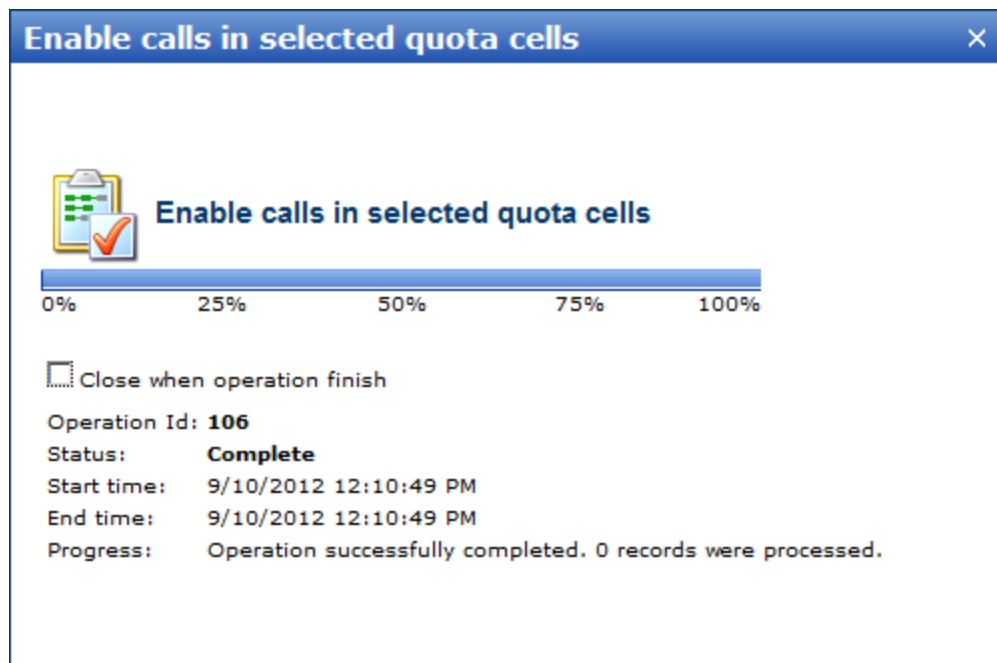 Enable calls in selected quota cells
Enable calls in selected quota cells
0% 25% 50% 75% 100%
Close when operation finish
Operation Id: 106
Status: Complete
Start time: 9/10/2012 12:10:49 PM
End time: 9/10/2012 12:10:49 PM
Progress: Operation successfully completed. 0 records were processed.